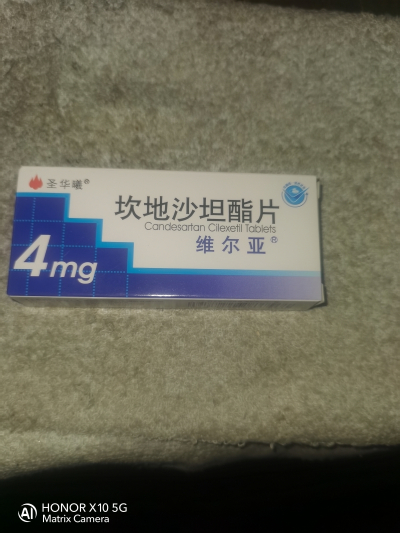 圣华曦®
坎地沙坦酯片
Candesartan Cilexetil Tablets
维尔亚®
4mg
HONOR X10 5G
AI Matrix Camera